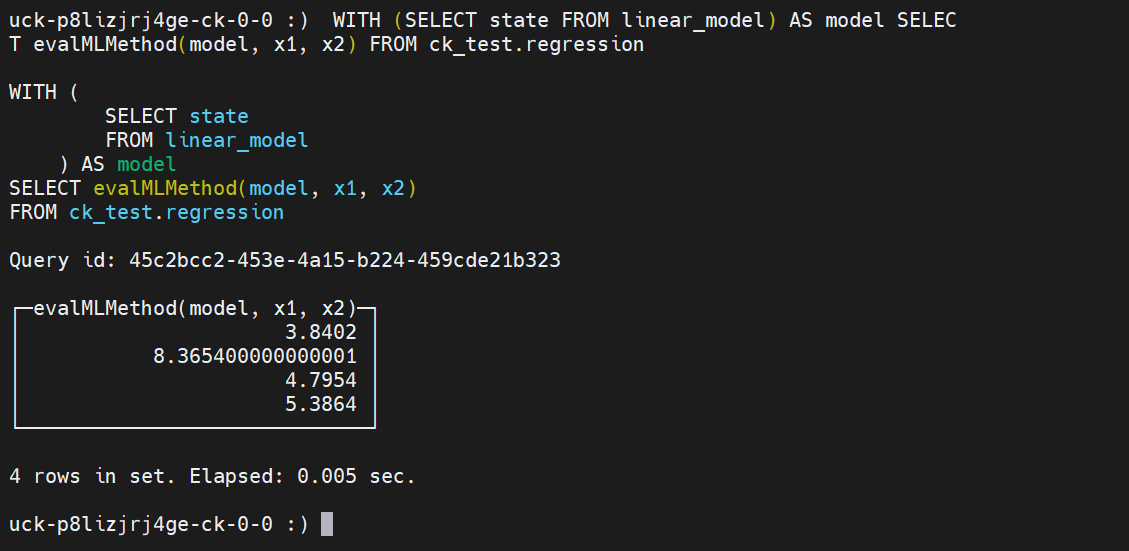 uck-p8lizjrj4ge-ck-0-0 :)  WITH (SELECT state FROM linear_model) AS model SELEC
T evalMLMethod(model, x1, x2) FROM ck_test.regression
WITH (
        SELECT state
        FROM linear_model
    ) AS model
SELECT evalMLMethod(model, x1, x2)
FROM ck_test.regression
Query id: 45c2bcc2-453e-4a15-b224-459cde21b323
┌─evalMLMethod(model, x1, x2)─┐
│                      3.8402 │
│           8.365400000000001 │
│                      4.7954 │
│                      5.3864 │
└─────────────────────────────┘
4 rows in set. Elapsed: 0.005 sec.
uck-p8lizjrj4ge-ck-0-0 :)